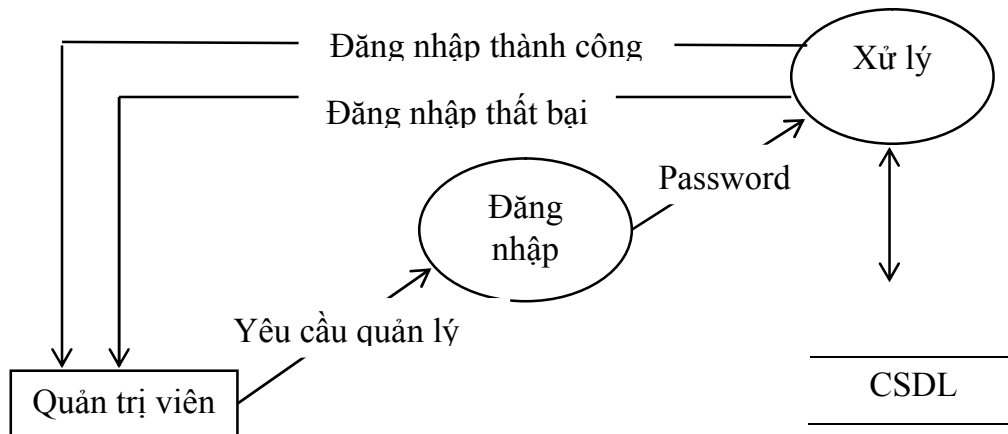 Đăng nhập thành công
Xử lý
Đăng nhập thất bại
Password
Đăng
nhập
Yêu cầu quản lý
Quản trị viên
CSDL